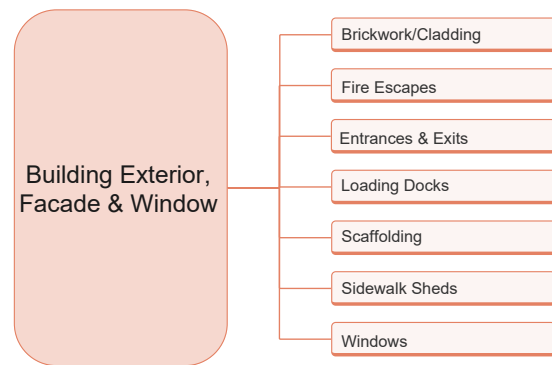 Building Exterior,
Facade & Window
Brickwork/Cladding
Fire Escapes
Entrances & Exits
Loading Docks
Scaffolding
Sidewalk Sheds
Windows